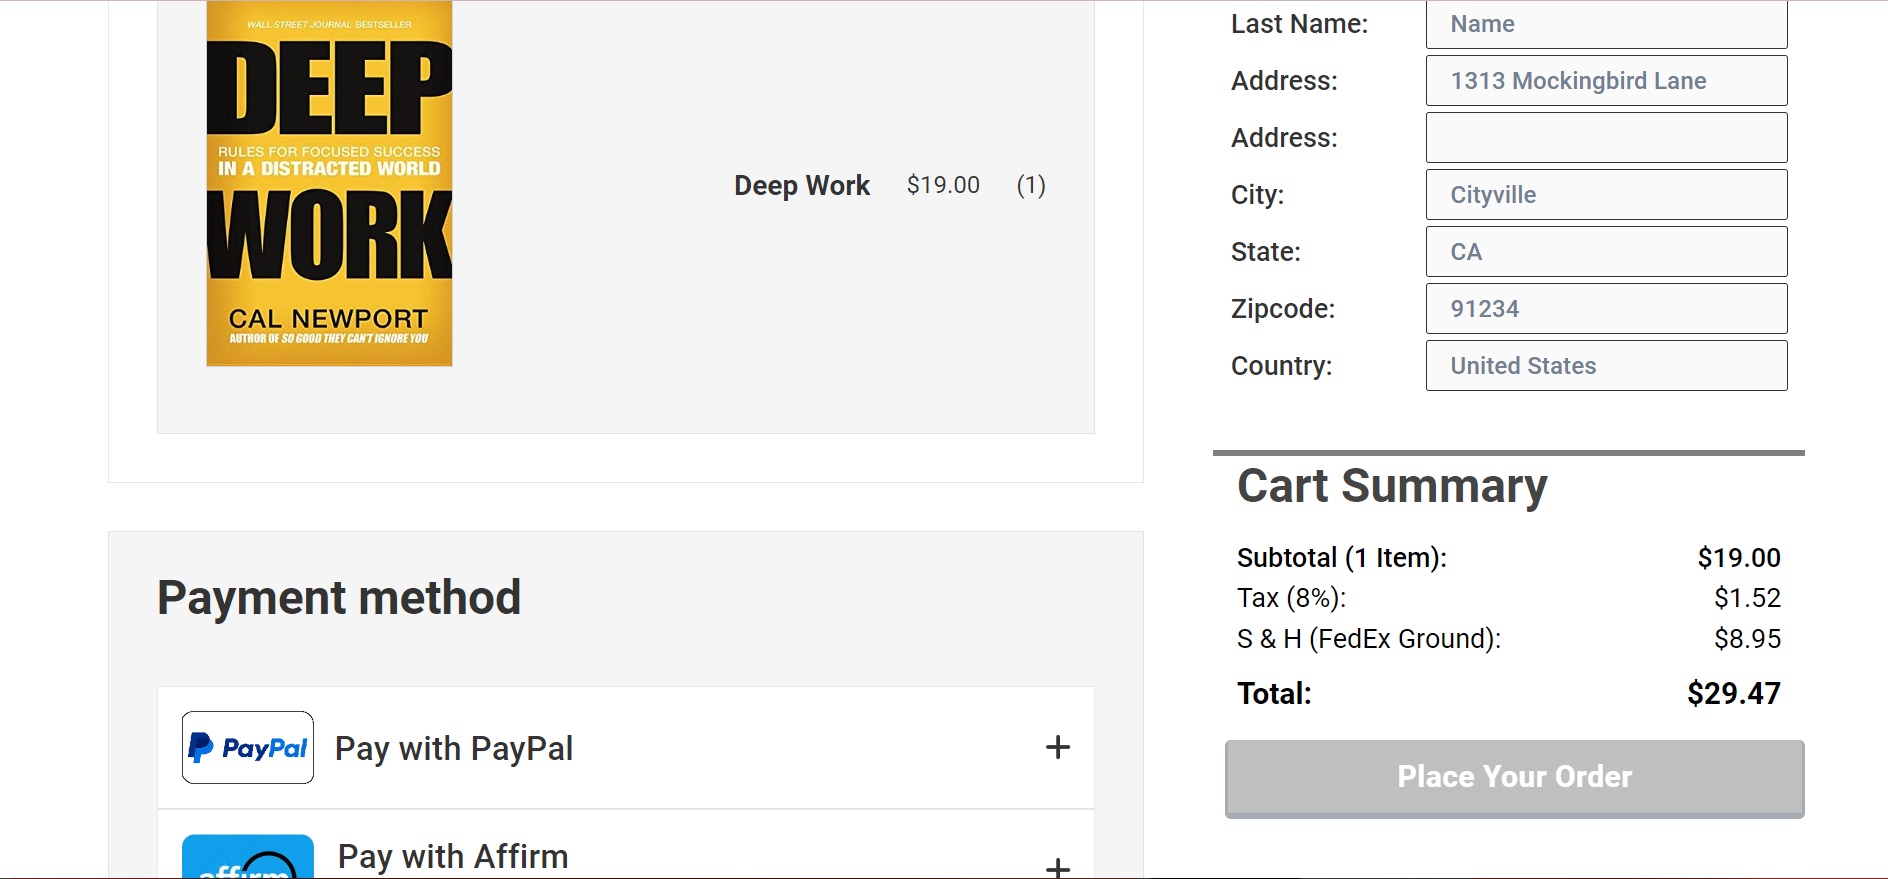 WALL STREET JOURNAL BESTSELLER
DEEP
RULES FOR FOCUSED SUCCESS
IN A DISTRACTED WORLD
WORK
CAL NEWPORT
AUTHOR OF SO GOOD THEY CAN'T IGNORE YOU
Deep Work $19.00 (1)
Payment method
PayPal Pay with PayPal +
affirm Pay with Affirm +
Last Name: Name
Address: 1313 Mockingbird Lane
Address:
City: Cityville
State: CA
Zipcode: 91234
Country: United States
Cart Summary
Subtotal (1 Item): $19.00
Tax (8%): $1.52
S & H (FedEx Ground): $8.95
Total: $29.47
Place Your Order